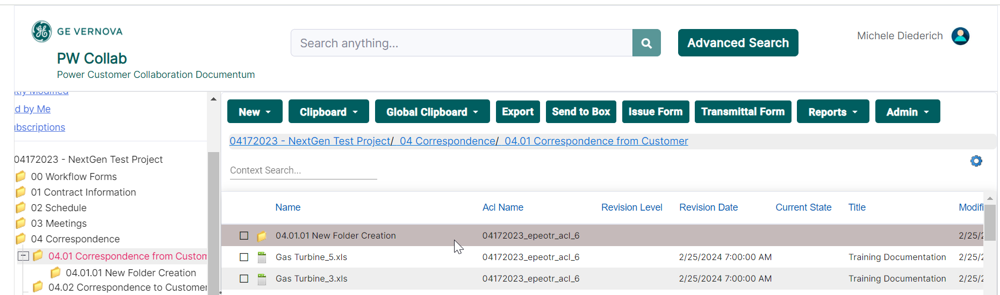 GE VERNOVA
PW Collab
Power Customer Collaboration Documentum
Search anything...
Advanced Search
Michele Diederich
d by Me
New
Clipboard
Global Clipboard
Export
Send to Box
Issue Form
Transmittal Form
Reports
Admin
04172023 - NextGen Test Project/ 04 Correspondence/ 04.01 Correspondence from Customer
Context Search...
04172023 - NextGen Test Project
00 Workflow Forms
01 Contract Information
02 Schedule
03 Meetings
04 Correspondence
04.01 Correspondence from Custom
04.01.01 New Folder Creation
04.02 Correspondence to Customer
Name Acl Name Revision Level Revision Date Current State Title Modifi
04.01.01 New Folder Creation 04172023_epeotr_acl_6 2/25/2
Gas Turbine_5.xls 04172023_epeotr_acl_6 2/25/2024 7:00:00 AM Training Documentation 2/25/2
Gas Turbine_3.xls 04172023_epeotr_acl_6 2/25/2024 7:00:00 AM Training Documentation 2/25/2